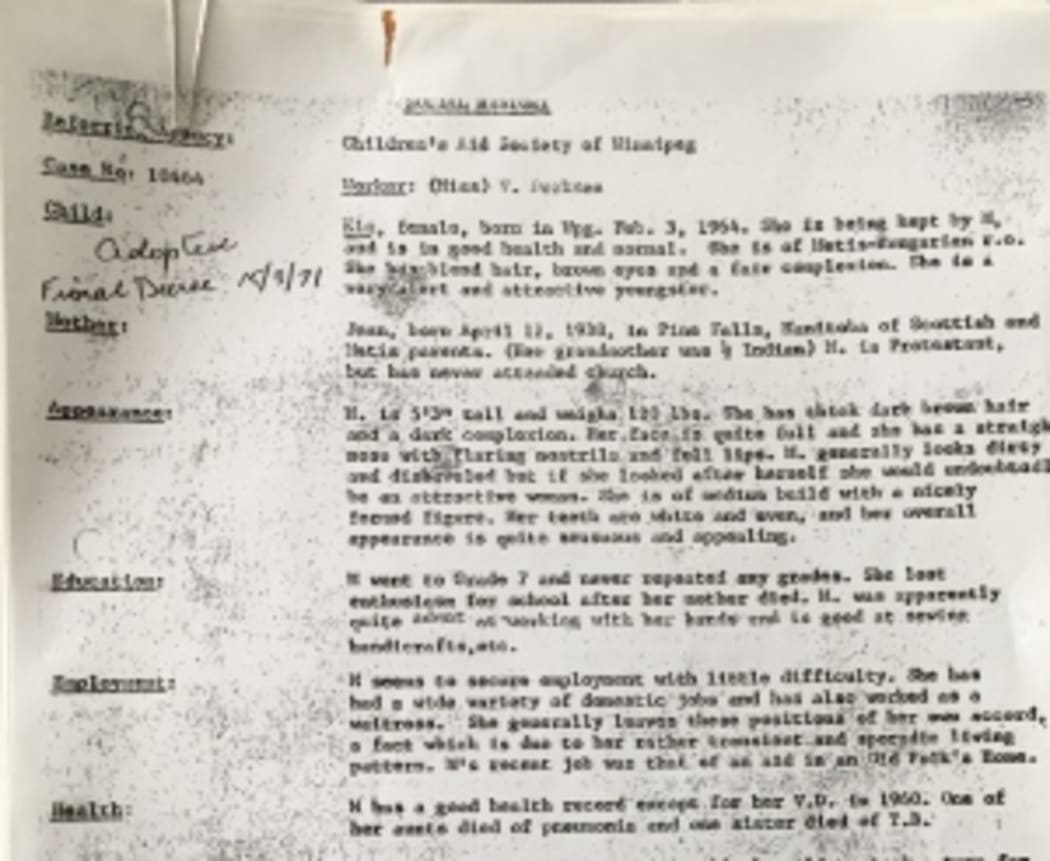 SOCIAL HISTORY
Referring Agency: Children's Aid Society of Winnipeg
Case No: 10464
Worker: (Miss) V.
Child: female, born in Wpg. Feb. 3, 1964. She is being kept by M,
and is in good health and normal. She is of Metis-Hungarian r.o.
Adopted
She has blond hair, brown eyes and a fair complexion. She is a
Final Decree
very alert and attractive youngster.
Mother: Jean, born April 12, in Pine Falls, Manitoba of Scottish and
Metis parents. (Her grandmother was Indian) M. is Protestant,
but has never attended church.
Appearance: M. is 5'3" tall and weighs 120 lbs. She has thick dark brown hair
and a dark complexion. Her face is quite full and she has a straigh
nose with flaring nostrils and full lips. M. generally looks dirty
and disheveled but if she looked after herself she would undoubtedl
be an attractive woman. She is of medium build with a nicely
formed figure. Her teeth are white and even, and her overall
appearance is quite sensuous and appealing.
Education: M went to Grade 7 and never repeated any grades. She lost
enthusiasm for school after her mother died. M. was apparently
quite adept at working with her hands and is good at sewing
handicrafts,etc.
Employment: M seems to secure employment with little difficulty. She has
had a wide variety of domestic jobs and has also worked as a
waitress. She generally leaves these positions of her own accord,
a fact which is due to her rather transient and sporadic living
pattern. M's recent job was that of an aid in an Old Folk's Home.
Health: M has a good health record except for her V.D. in 1960. One of
her aunts died of pneumonia and one sister died of T.B.